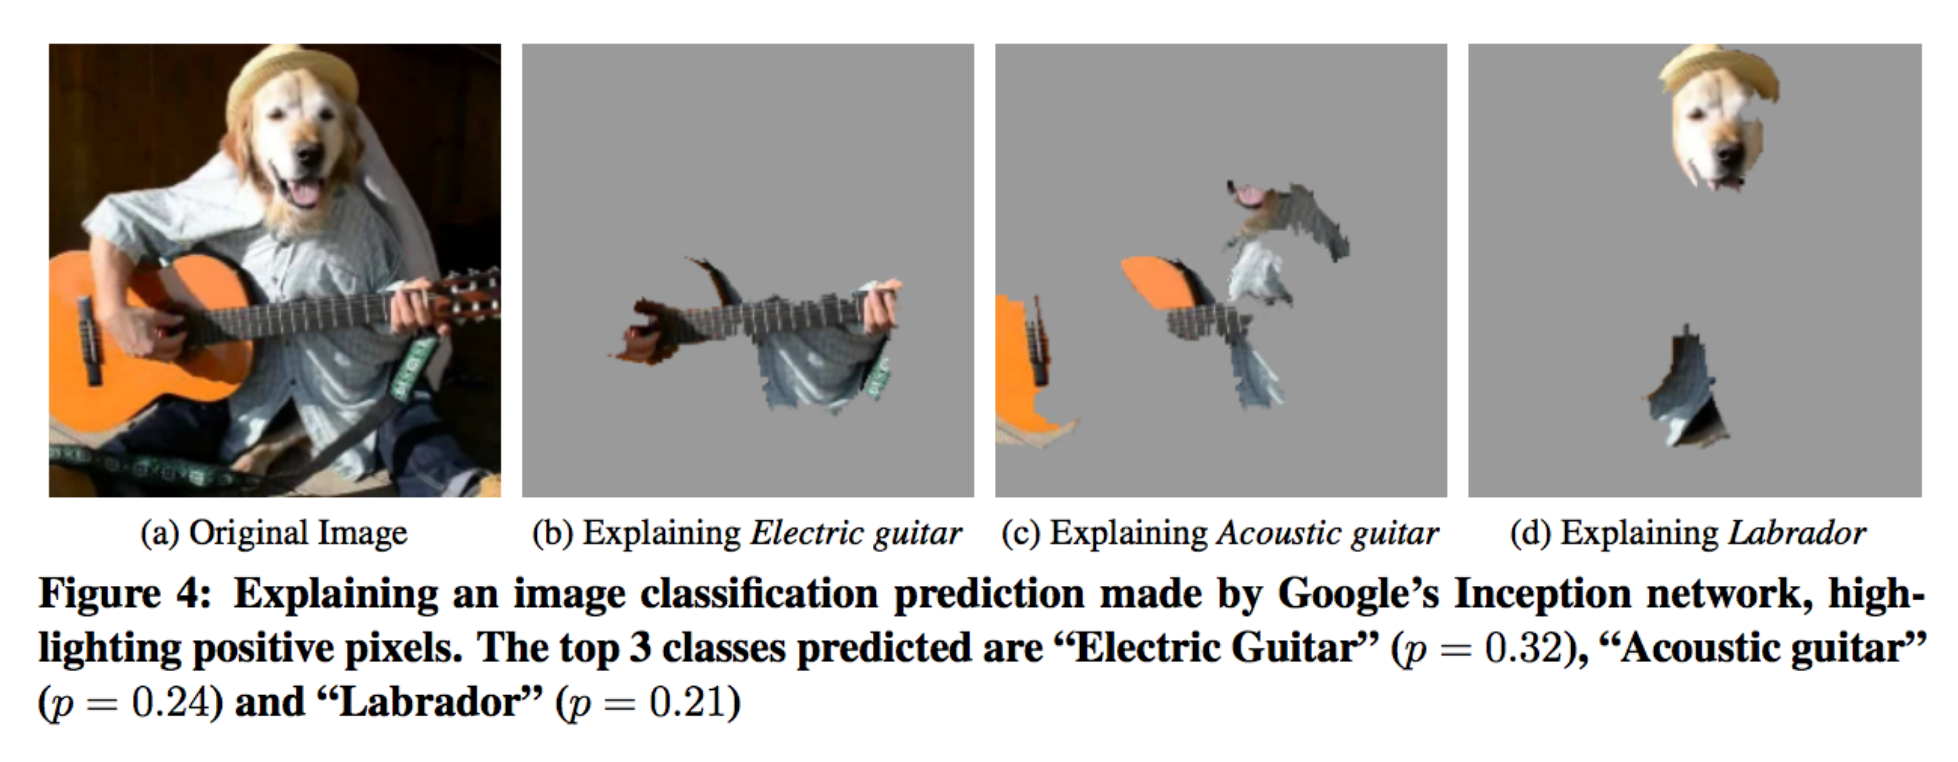 (a) Original Image
(b) Explaining Electric guitar
(c) Explaining Acoustic guitar
(d) Explaining Labrador
Figure 4: Explaining an image classification prediction made by Google’s Inception network, high-
lighting positive pixels. The top 3 classes predicted are “Electric Guitar” (p = 0.32), “Acoustic guitar”
(p = 0.24) and “Labrador” (p = 0.21)